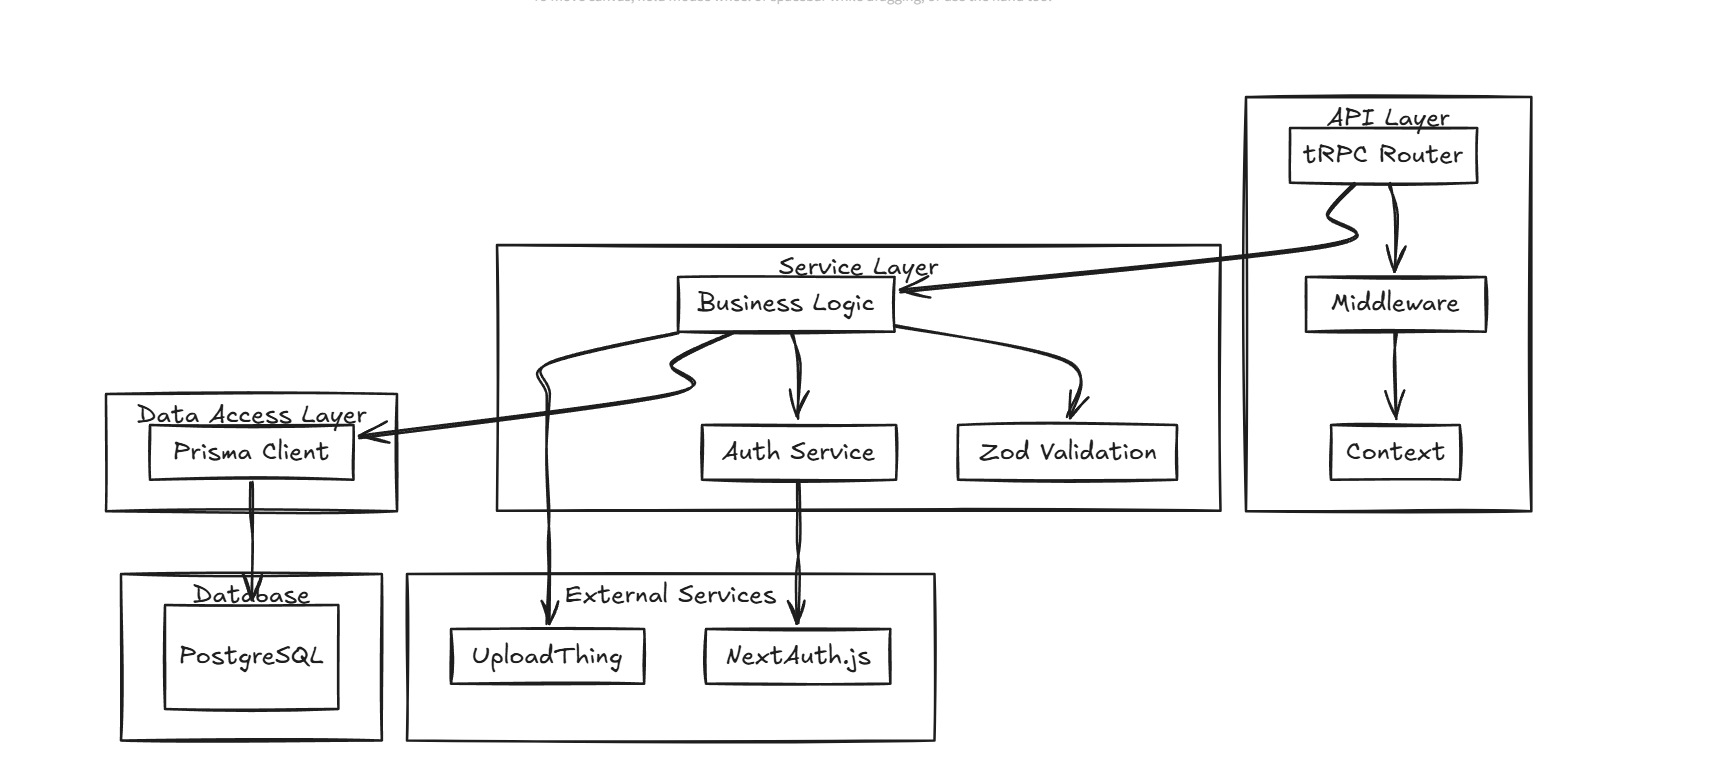 To move canvas, hold mouse wheel or spacebar while dragging, or use the hand tool
API Layer
tRPC Router
Service Layer
Business Logic
Middleware
Data Access Layer
Prisma Client
Auth Service
Zod Validation
Context
Database
External Services
PostgreSQL
UploadThing
NextAuth.js